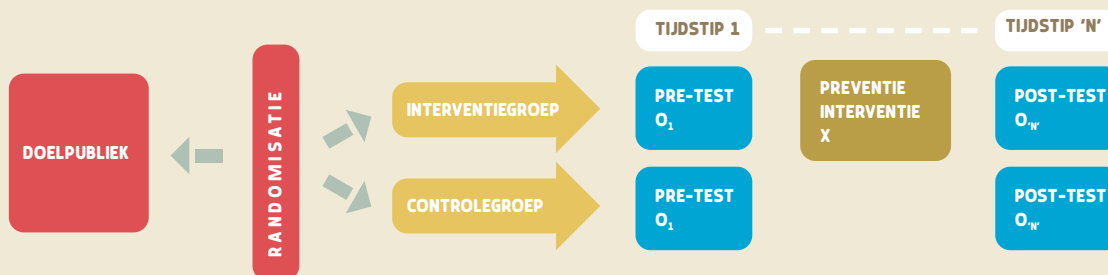 TIJDSTIP 1
TIJDSTIP 'N'
DOELPUBLIEK
RANDOMISATIE
INTERVENTIEGROEP
PRE-TEST
O₁
PREVENTIE
INTERVENTIE
X
POST-TEST
O'N'
CONTROLEGROEP
PRE-TEST
O₁
POST-TEST
O'N'